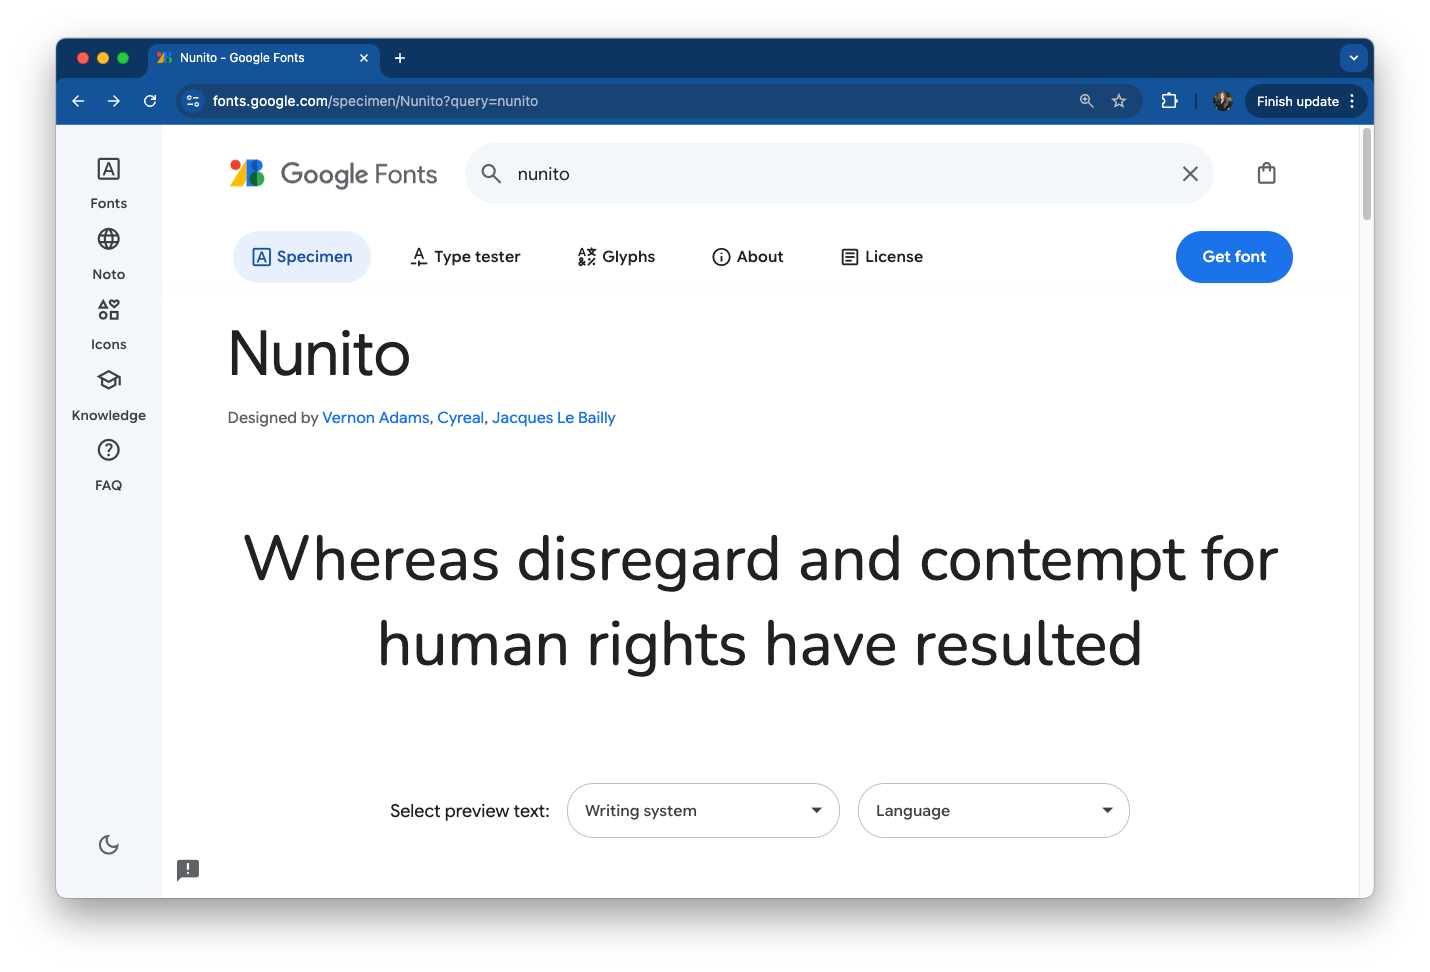 Nunito - Google Fonts
fonts.google.com/specimen/Nunito?query=nunito
Finish update
Google Fonts
nunito
Fonts
Noto
Icons
Knowledge
FAQ
Specimen
Type tester
Glyphs
About
License
Get font
Nunito
Designed by Vernon Adams, Cyreal, Jacques Le Bailly
Whereas disregard and contempt for
human rights have resulted
Select preview text:
Writing system
Language